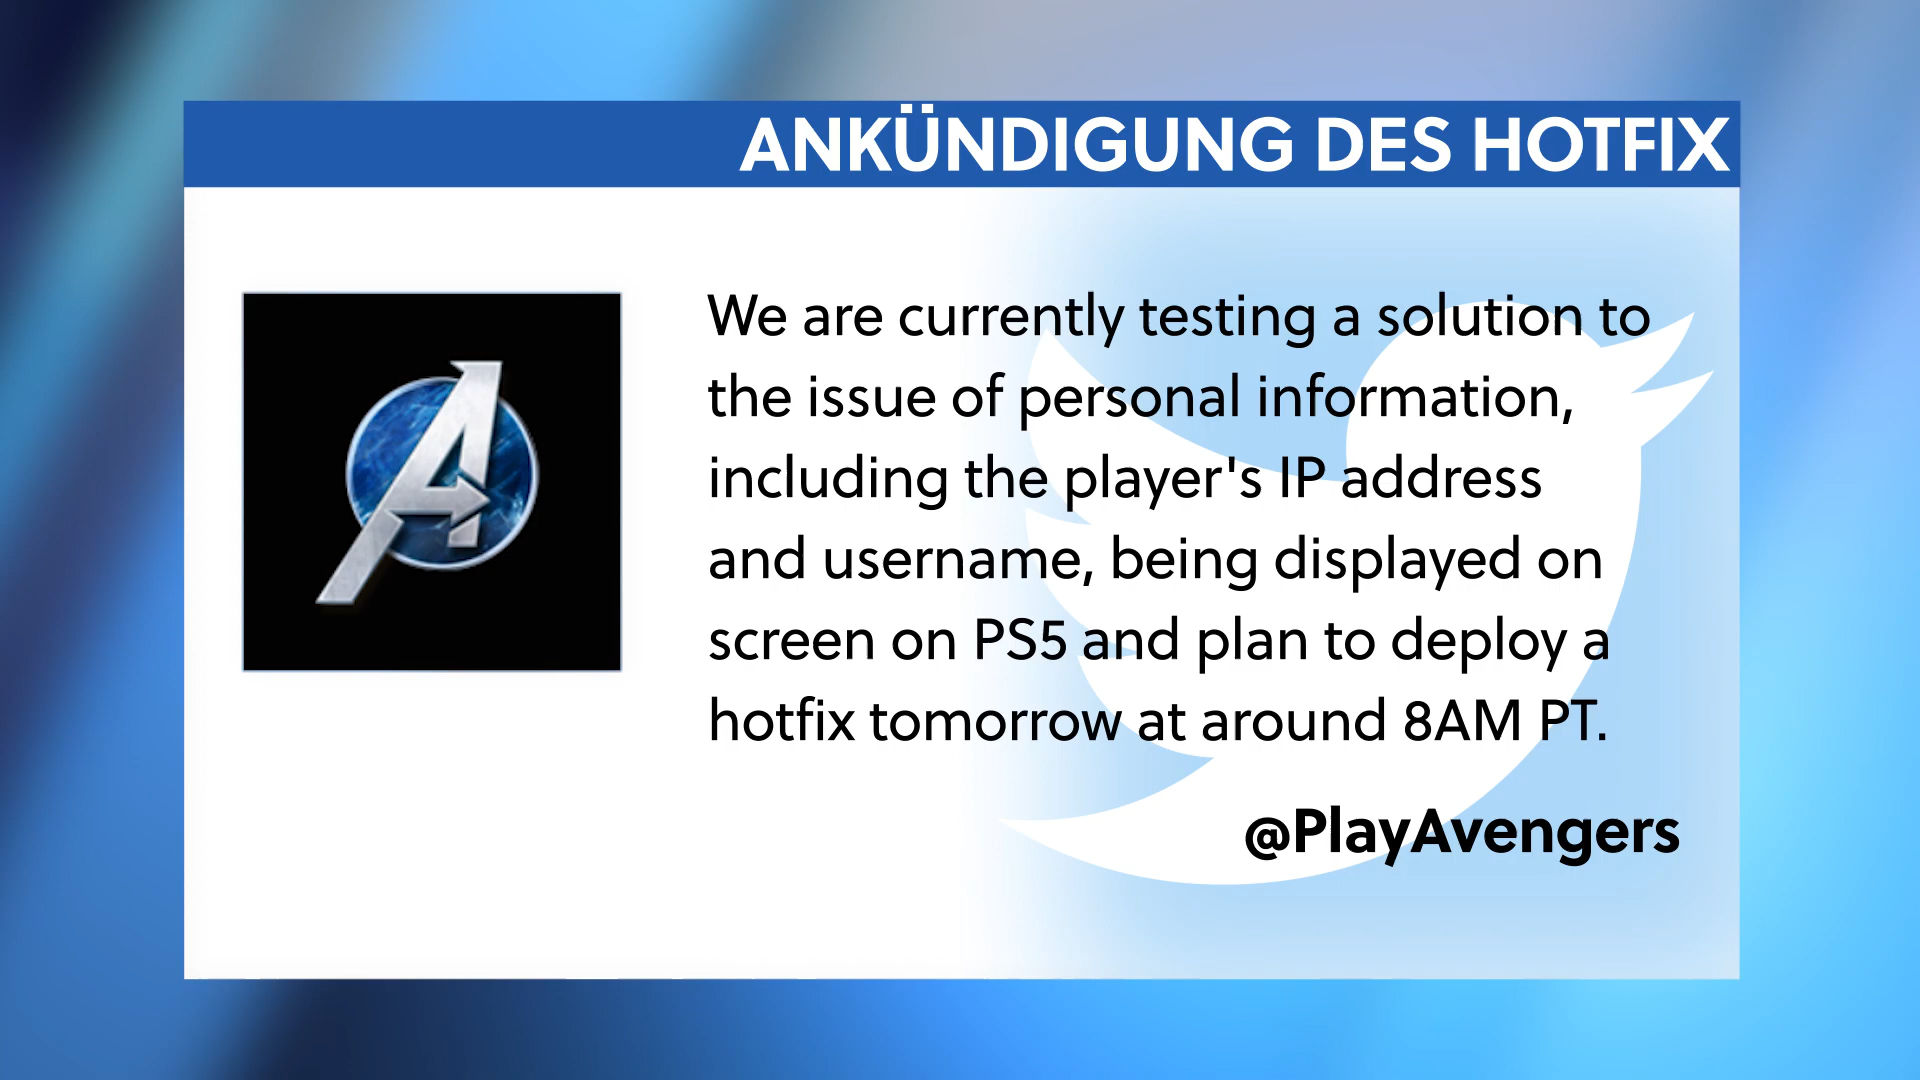 ANKÜNDIGUNG DES HOTFIX
We are currently testing a solution to
the issue of personal information,
including the player's IP address
and username, being displayed on
screen on PS5 and plan to deploy a
hotfix tomorrow at around 8AM PT.
@PlayAvengers